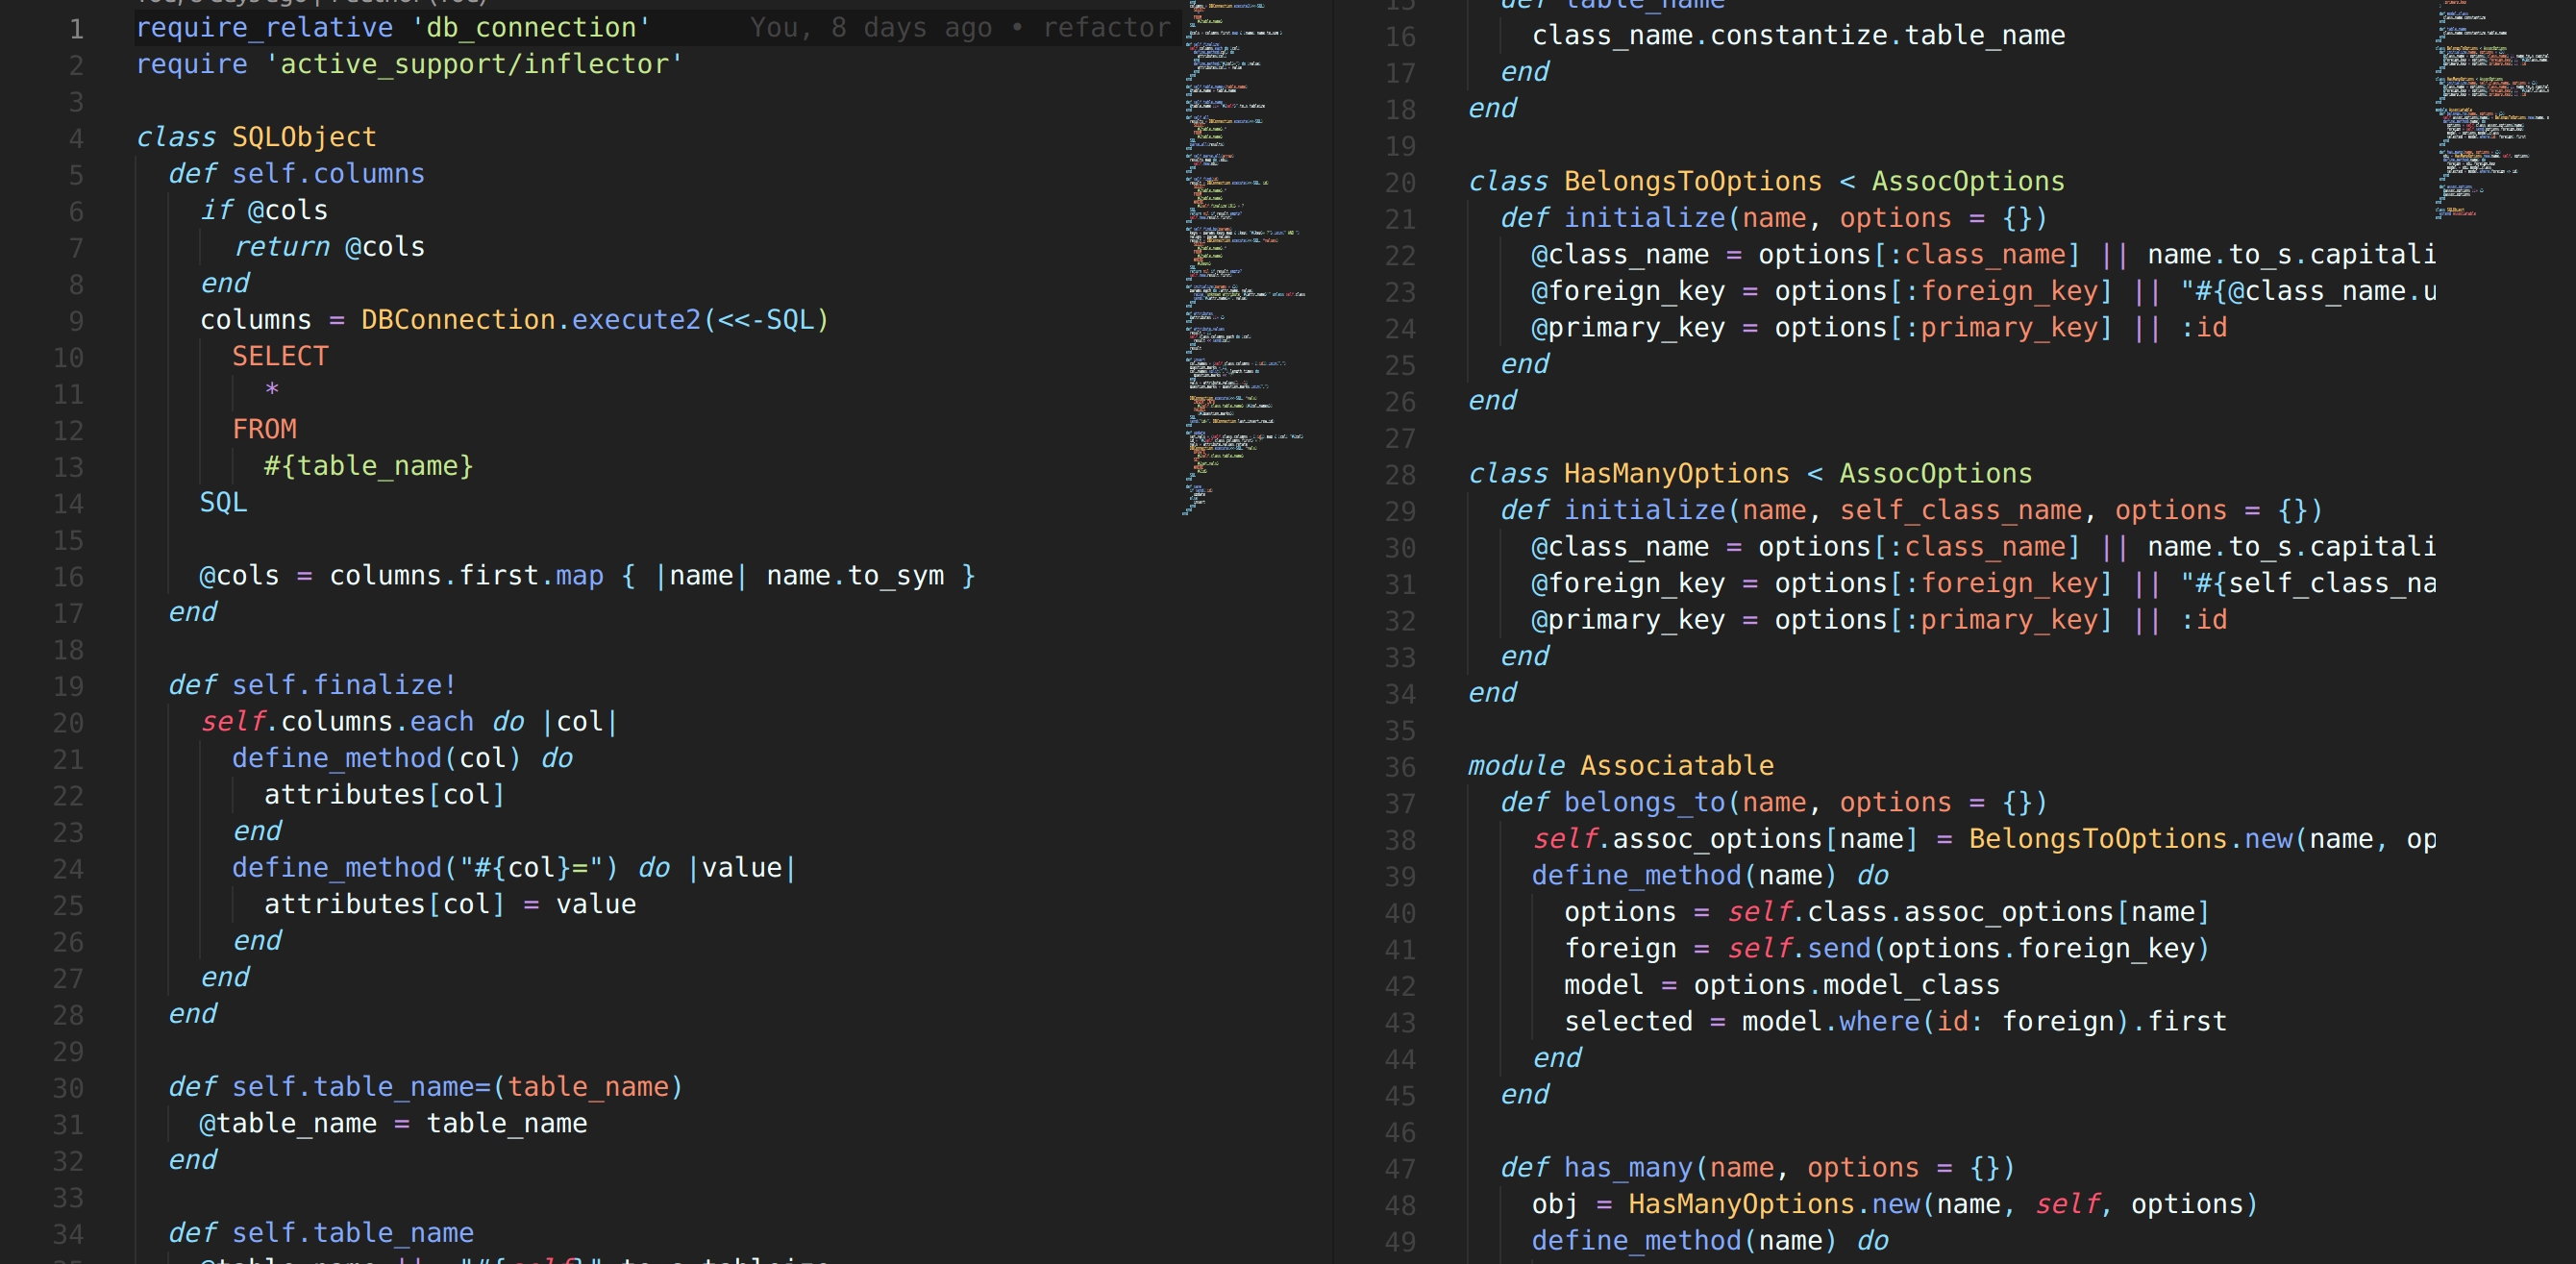 1 require_relative 'db_connection' You, 8 days ago • refactor
2 require 'active_support/inflector'
3
4 class SQLObject
5 def self.columns
6 if @cols
7 return @cols
8 end
9 columns = DBConnection.execute2(<<-SQL)
10 SELECT
11 *
12 FROM
13 #{table_name}
14 SQL
15
16 @cols = columns.first.map { |name| name.to_sym }
17 end
18
19 def self.finalize!
20 self.columns.each do |col|
21 define_method(col) do
22 attributes[col]
23 end
24 define_method("#{col}=") do |value|
25 attributes[col] = value
26 end
27 end
28 end
29
30 def self.table_name=(table_name)
31 @table_name = table_name
32 end
33
34 def self.table_name
15 def table_name
16 class_name.constantize.table_name
17 end
18 end
19
20 class BelongsToOptions < AssocOptions
21 def initialize(name, options = {})
22 @class_name = options[:class_name] || name.to_s.capitali
23 @foreign_key = options[:foreign_key] || "#{@class_name.u
24 @primary_key = options[:primary_key] || :id
25 end
26 end
27
28 class HasManyOptions < AssocOptions
29 def initialize(name, self_class_name, options = {})
30 @class_name = options[:class_name] || name.to_s.capitali
31 @foreign_key = options[:foreign_key] || "#{self_class_na
32 @primary_key = options[:primary_key] || :id
33 end
34 end
35
36 module Associatable
37 def belongs_to(name, options = {})
38 self.assoc_options[name] = BelongsToOptions.new(name, op
39 define_method(name) do
40 options = self.class.assoc_options[name]
41 foreign = self.send(options.foreign_key)
42 model = options.model_class
43 selected = model.where(id: foreign).first
44 end
45 end
46
47 def has_many(name, options = {})
48 obj = HasManyOptions.new(name, self, options)
49 define_method(name) do